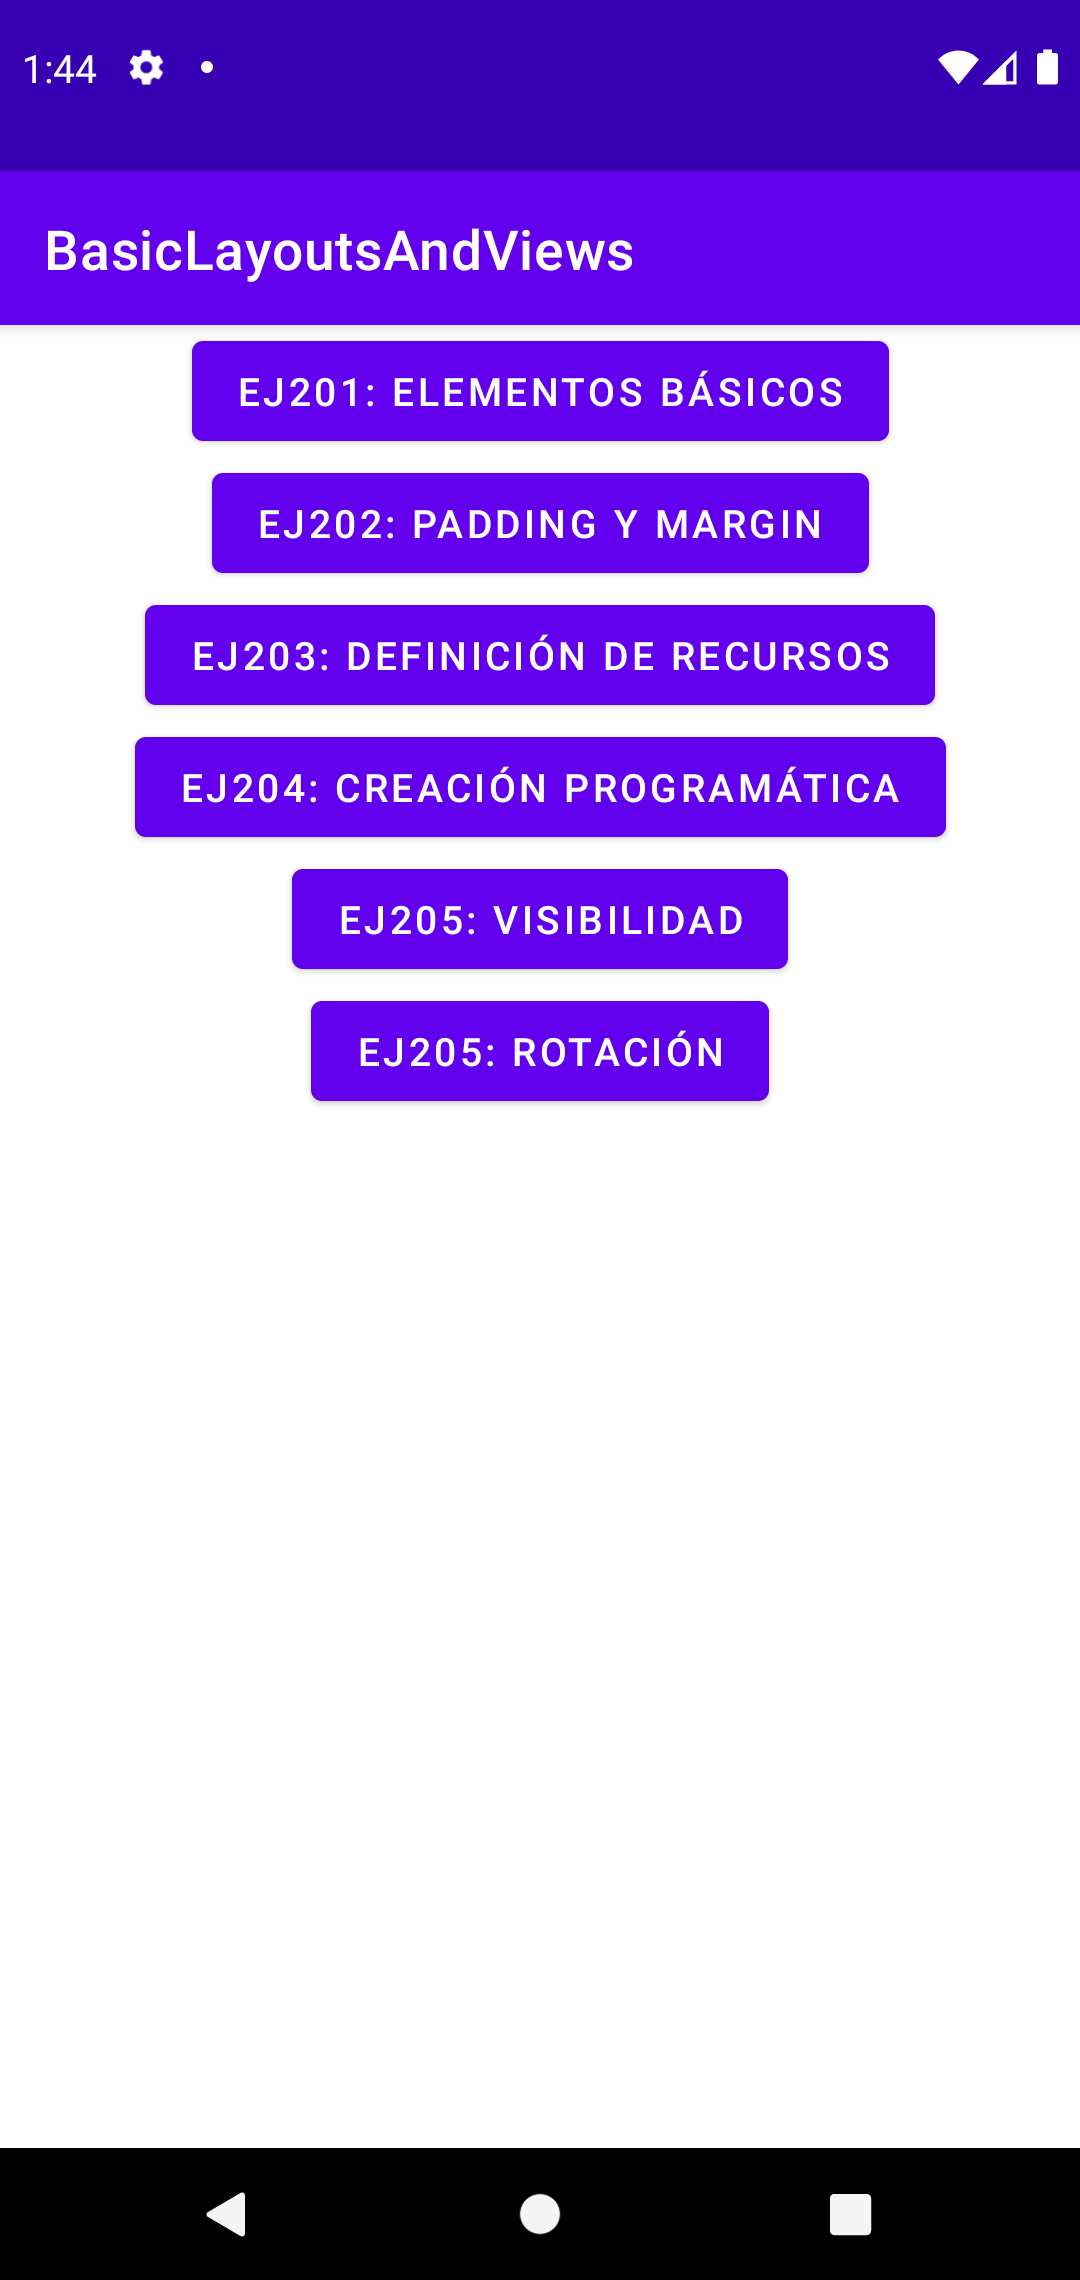 1:44
BasicLayoutsAndViews
EJ201: ELEMENTOS BÁSICOS
EJ202: PADDING Y MARGIN
EJ203: DEFINICIÓN DE RECURSOS
EJ204: CREACIÓN PROGRAMÁTICA
EJ205: VISIBILIDAD
EJ205: ROTACIÓN